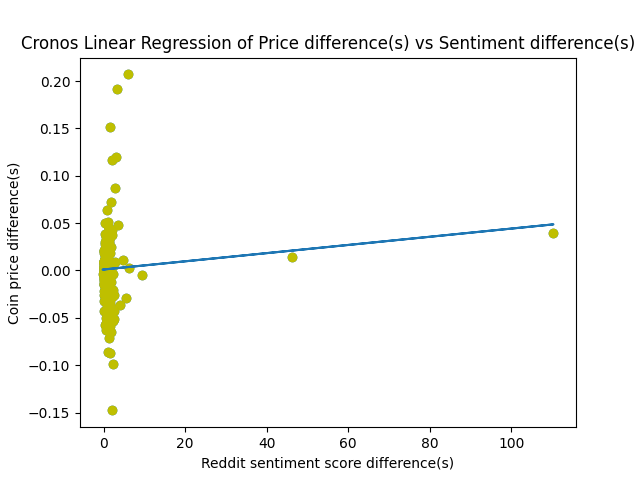 Cronos Linear Regression of Price difference(s) vs Sentiment difference(s)
0.20
0.15
0.10
0.05
0.00
−0.05
−0.10
−0.15
Coin price difference(s)
0 20 40 60 80 100
Reddit sentiment score difference(s)